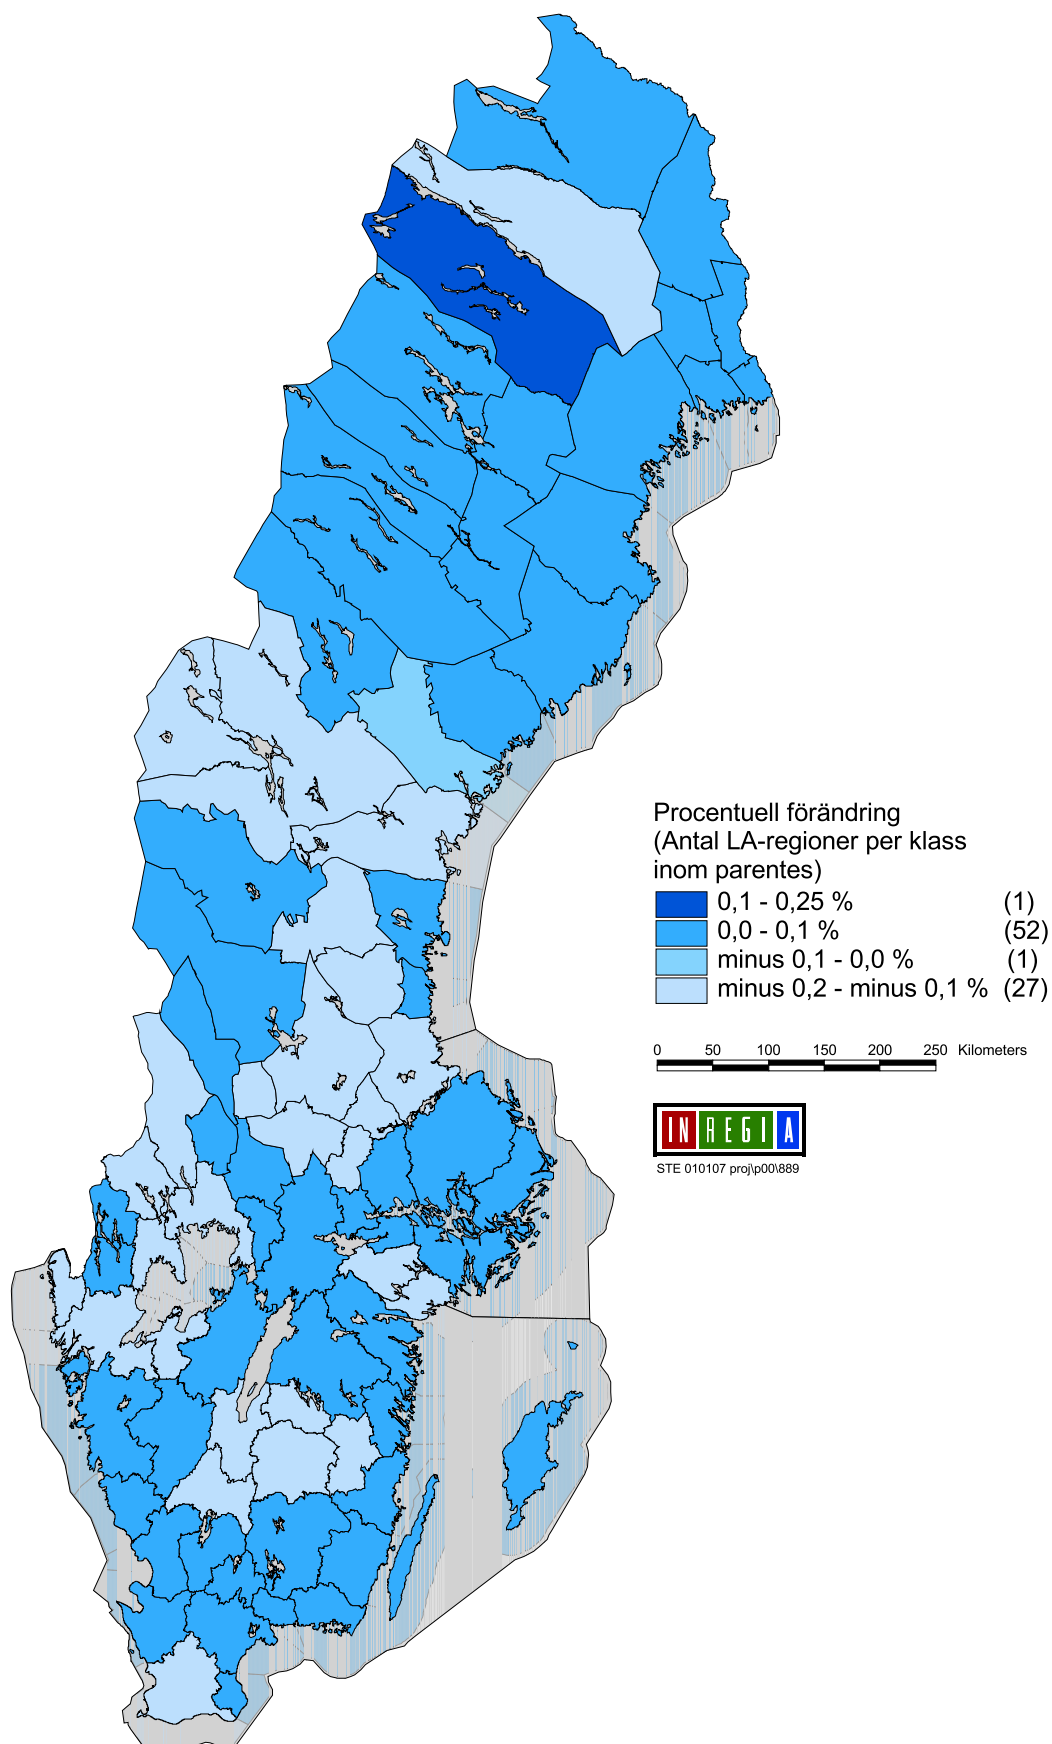 Procentuell förändring
(Antal LA-regioner per klass
inom parentes)
0,1 - 0,25 % (1)
0,0 - 0,1 % (52)
minus 0,1 - 0,0 % (1)
minus 0,2 - minus 0,1 % (27)
0 50 100 150 200 250 Kilometers
INREGIA
STE 010107 proj\p00\889